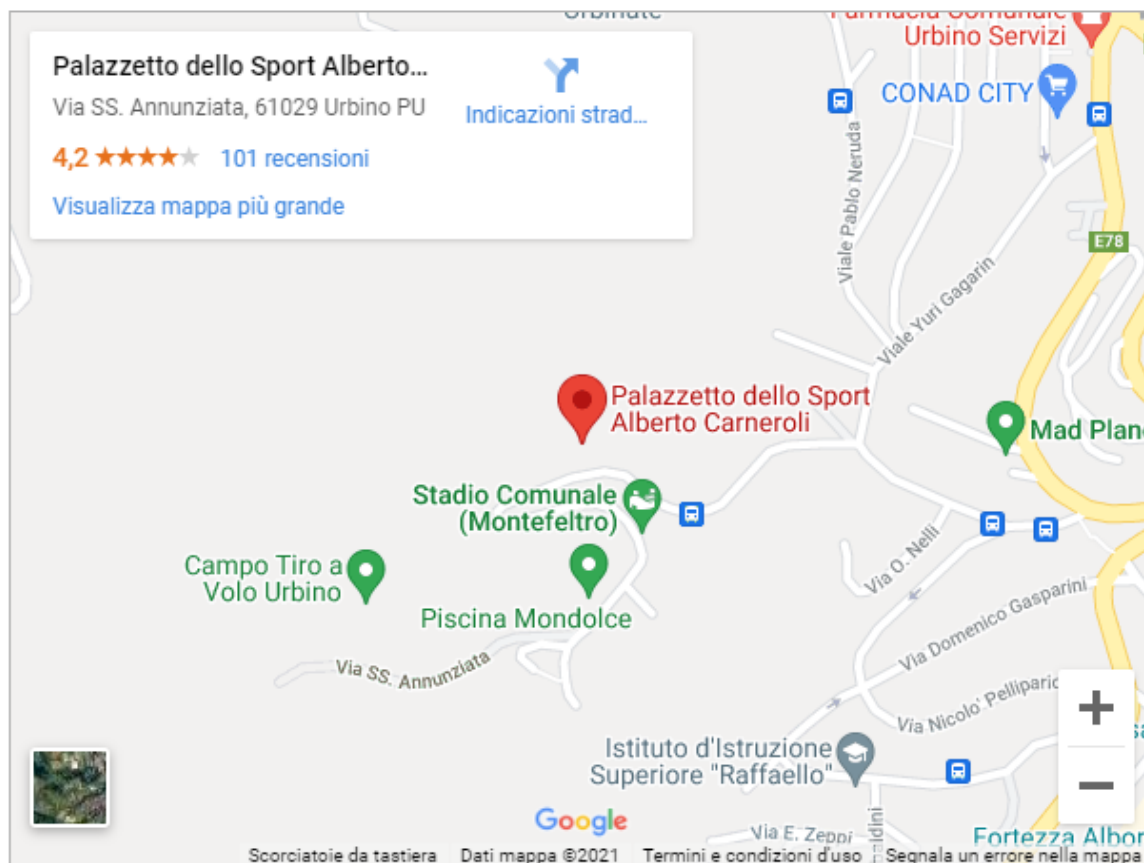 Urbinate
Farmacia Comunale
Urbino Servizi
Palazzetto dello Sport Alberto...
Via SS. Annunziata, 61029 Urbino PU
Indicazioni strad...
4,2
101 recensioni
Visualizza mappa più grande
CONAD CITY
Viale Pablo Neruda
E78
Viale Yuri Gagarin
Palazzetto dello Sport
Alberto Carneroli
Mad Plan
Stadio Comunale
(Montefeltro)
Campo Tiro a
Volo Urbino
Piscina Mondolce
Via O. Nelli
Via Domenico Gasparini
Via SS. Annunziata
Via Nicolo' Pellipario
Istituto d'Istruzione
Superiore "Raffaello"
Google
Via E. Zeppi
aldini
Fortezza Albor
Scorciatoie da tastiera
Dati mappa ©2021
Termini e condizioni d'uso
Segnala un errore nella mappa